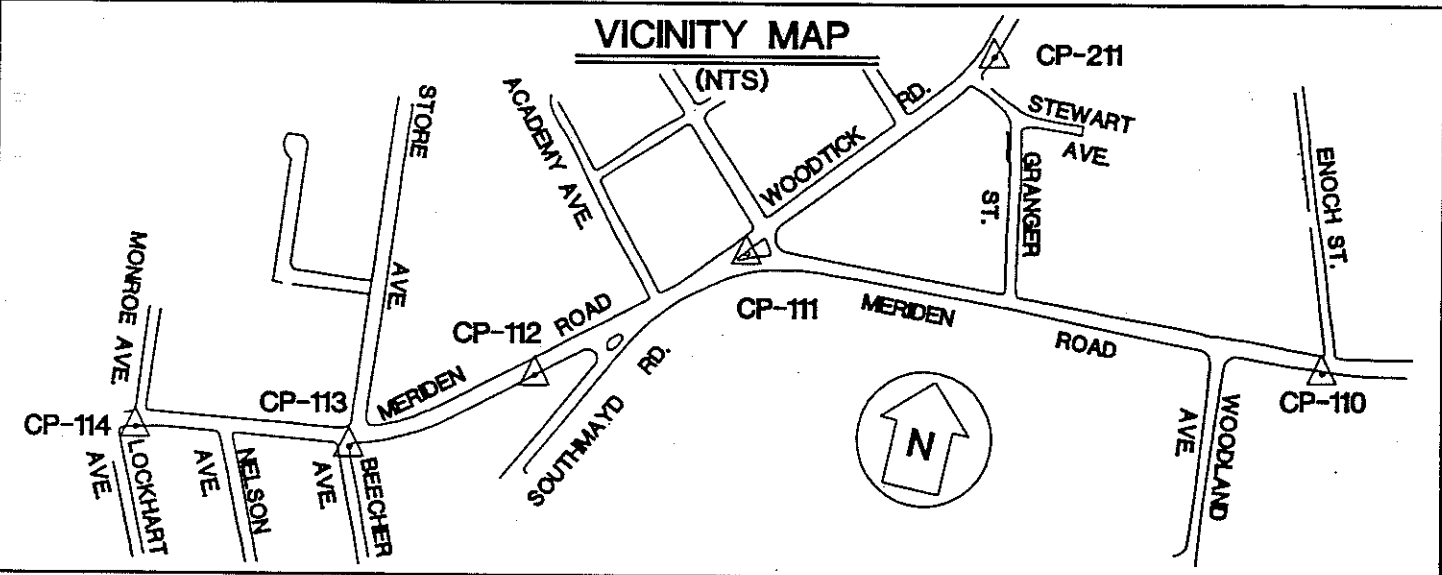 VICINITY MAP
(NTS)
CP-211
STORE
AVE.
ACADEMY AVE.
WOODTICK
RD.
STEWART
AVE.
GRANGER
ST.
ENOCH ST.
MONROE AVE.
CP-112
MERIDEN
ROAD
CP-111
MERIDEN
ROAD
SOUTHMAYD
RD.
CP-113
CP-114
LOCKHART
AVE.
NELSON
AVE.
BEECHER
AVE.
N
WOODLAND
AVE.
CP-110